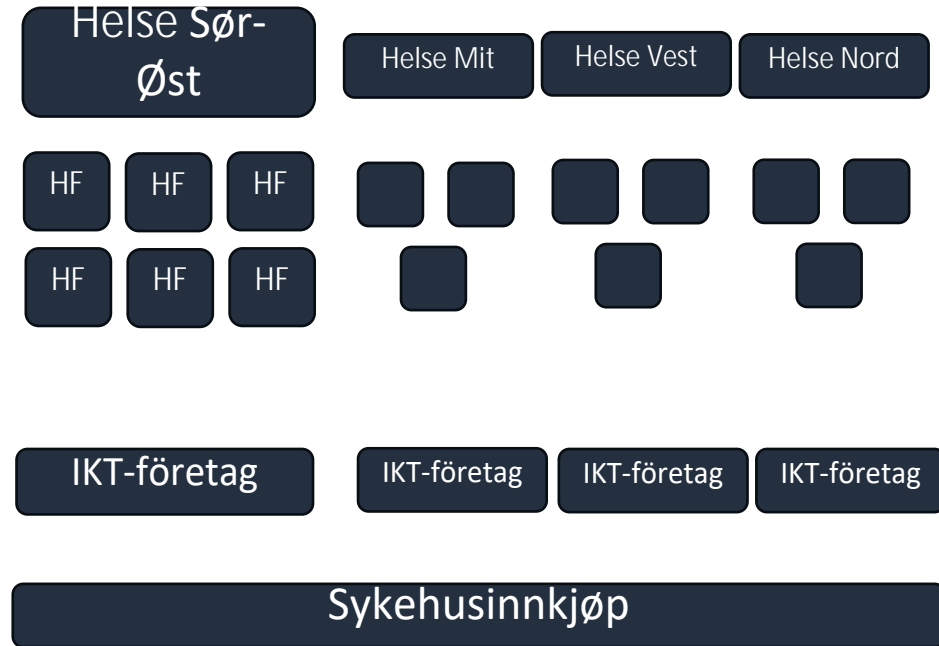 Helse Sør-
Øst
Helse Mit
Helse Vest
Helse Nord
HF
HF
HF
HF
HF
HF
IKT-företag
IKT-företag
IKT-företag
IKT-företag
Sykehusinnkjøp